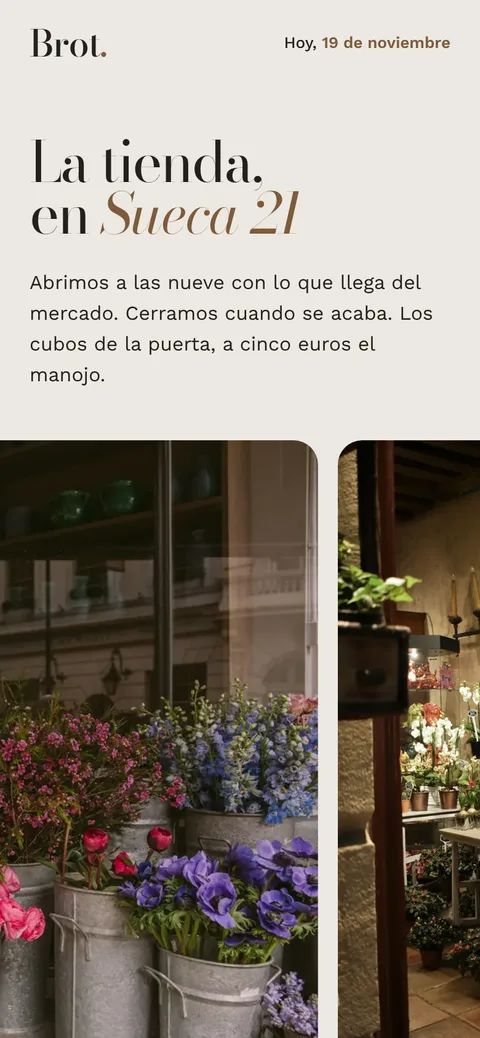 Brot.
Hoy, 19 de noviembre
La tienda,
en Sueca 21
Abrimos a las nueve con lo que llega del
mercado. Cerramos cuando se acaba. Los
cubos de la puerta, a cinco euros el
manojo.